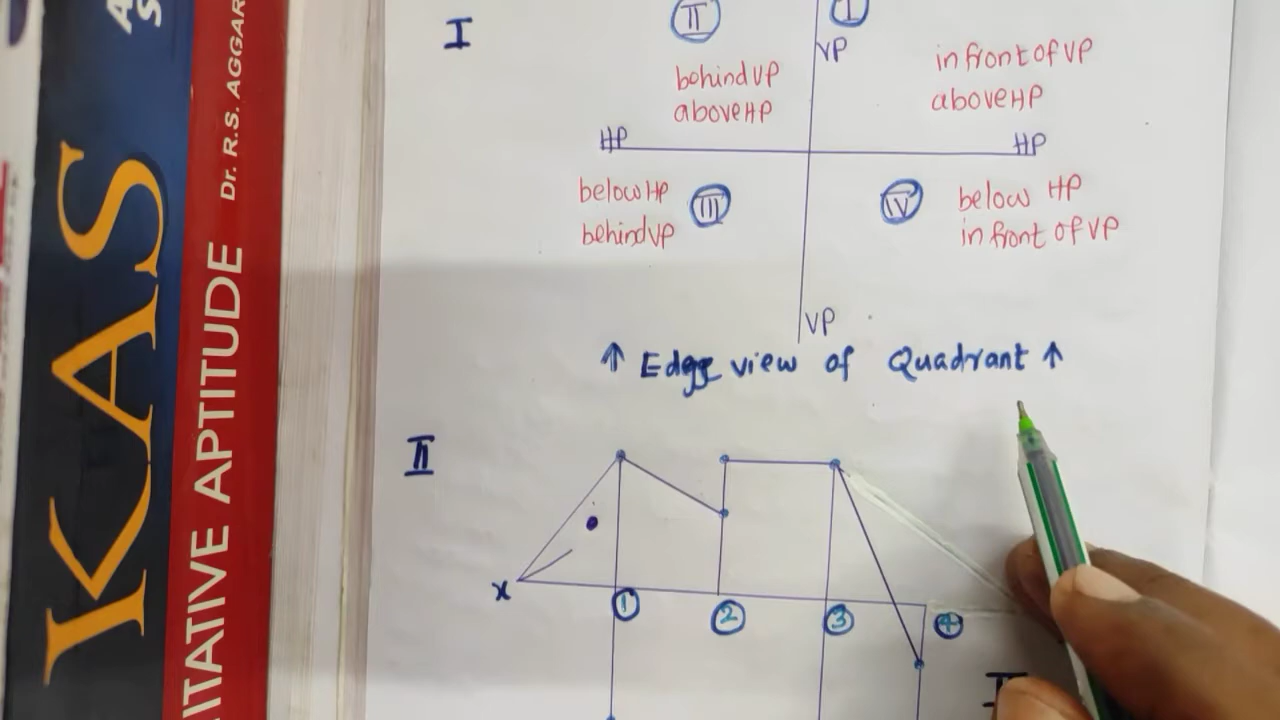 KAS
ITATIVE APTITUDE Dr. R.S. AGGAR
I
II
I
VP
in front of VP
above HP
behind VP
above HP
HP
HP
below HP
behind VP
III
IV
below HP
in front of VP
VP
↑ Edge view of Quadrant ↑
II
X
1
2
3
4